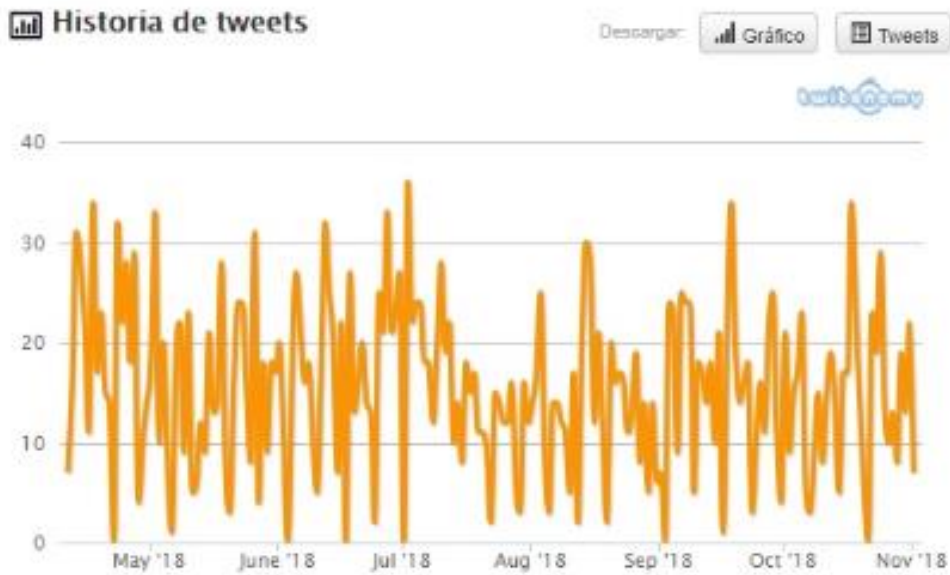 Historia de tweets
Descargar: Gráfico Tweets
twitonomy
40
30
20
10
0
May '18 June '18 Jul '18 Aug '18 Sep '18 Oct '18 Nov '18